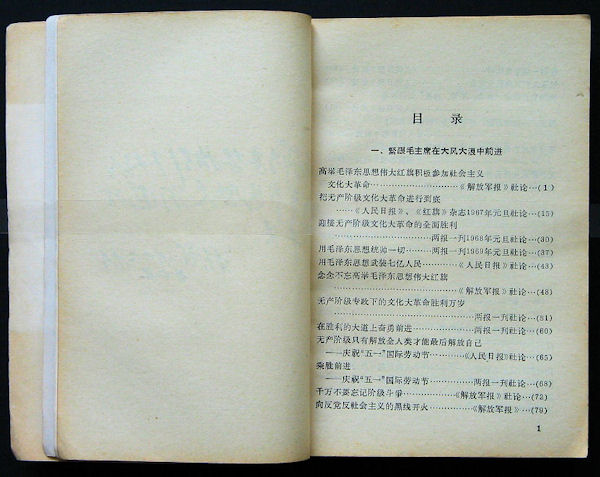 目 录
一、紧跟毛主席在大风大浪中前进
高举毛泽东思想伟大红旗积极参加社会主义
文化大革命……《解放军报》社论…(1)
把无产阶级文化大革命进行到底
……《人民日报》、《红旗》杂志1967年元旦社论…(15)
迎接无产阶级文化大革命的全面胜利
……两报一刊1968年元旦社论…(30)
用毛泽东思想统帅一切……两报一刊1969年元旦社论…(37)
用毛泽东思想武装七亿人民……《人民日报》社论…(43)
念念不忘高举毛泽东思想伟大红旗
……《解放军报》社论…(48)
无产阶级专政下的文化大革命胜利万岁
……两报一刊社论…(51)
在胜利的大道上奋勇前进……两报一刊社论…(60)
无产阶级只有解放全人类才能最后解放自己
——庆祝“五一”国际劳动节……《人民日报》社论…(65)
乘胜前进
——庆祝“五一”国际劳动节……两报一刊社论…(68)
千万不要忘记阶级斗争……《解放军报》社论…(72)
向反党反社会主义的黑线开火……《解放军报》…(79)
1